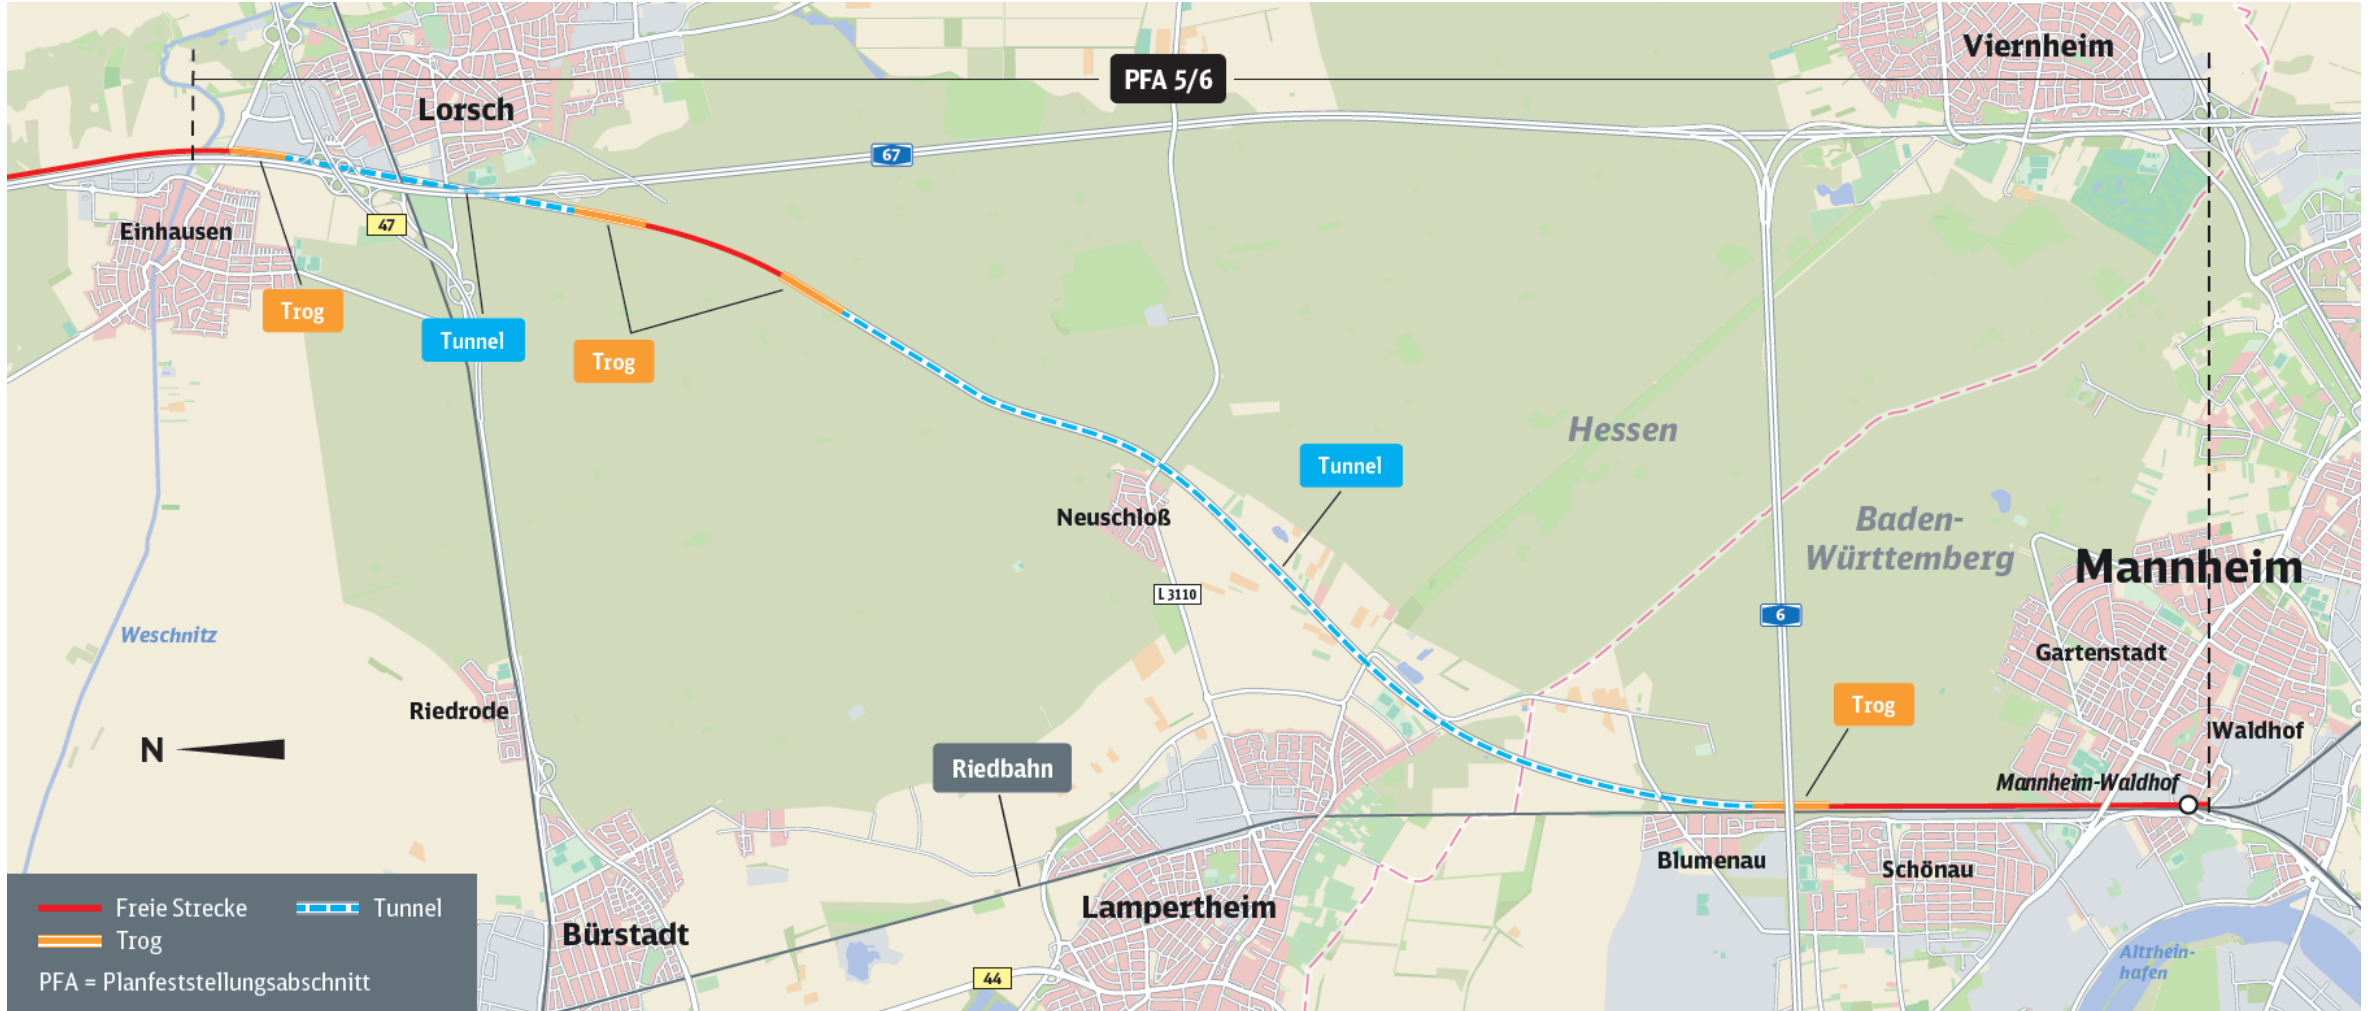 Viernheim
PFA 5/6
Lorsch
67
47
Einhausen
Trog
Tunnel
Trog
Hessen
Tunnel
Neuschloß
Baden-
Württemberg
Mannheim
L 3110
6
Weschnitz
Gartenstadt
Riedrode
Trog
Waldhof
N
Riedbahn
Mannheim-Waldhof
Blumenau
Schönau
Freie Strecke
Tunnel
Trog
PFA = Planfeststellungsabschnitt
Bürstadt
Lampertheim
44
Altrhein-
hafen